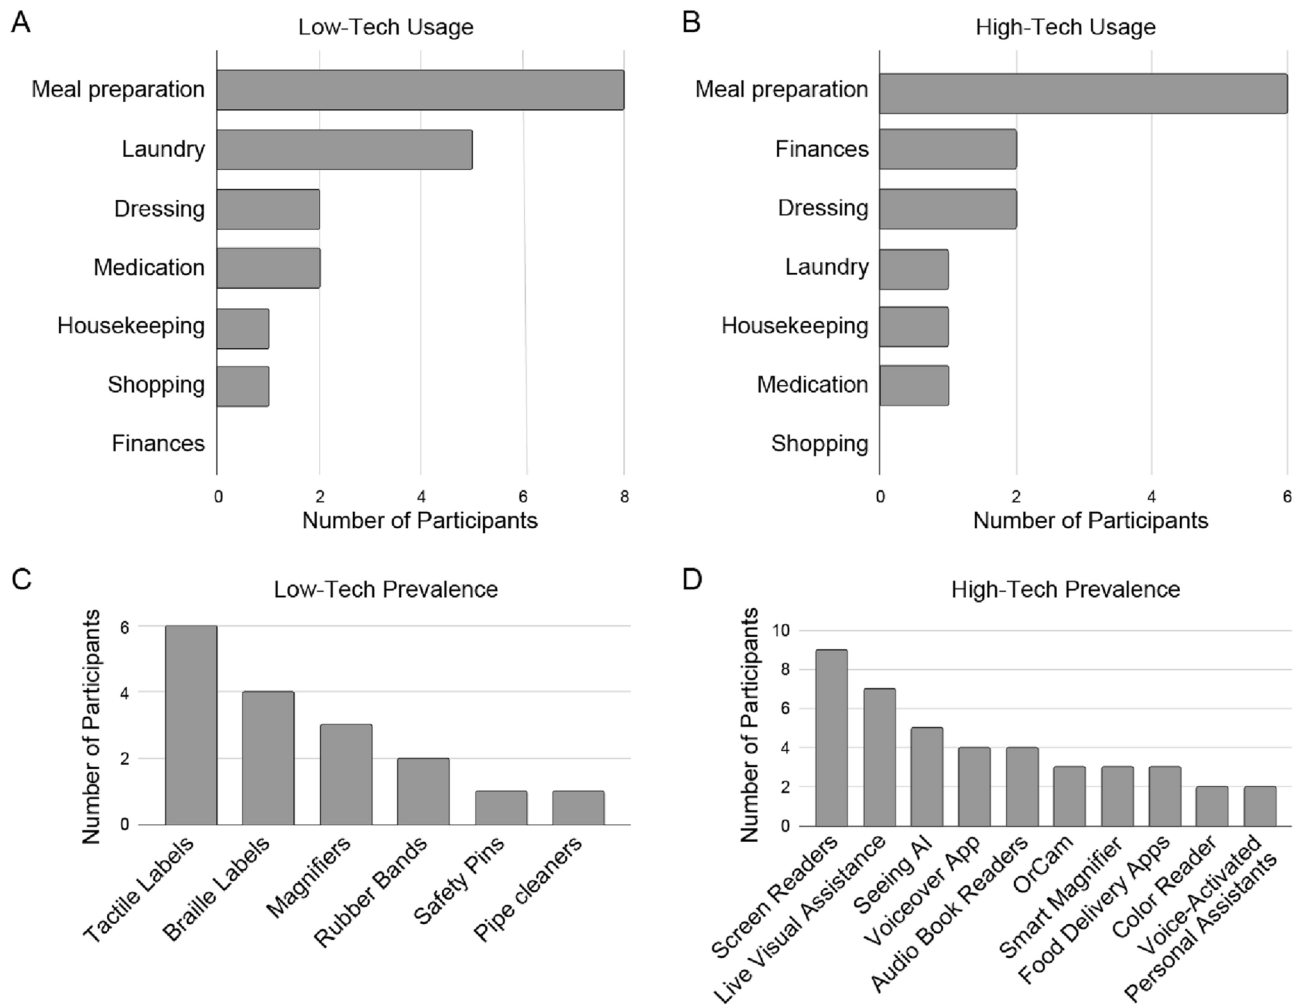 A
Low-Tech Usage
Meal preparation
Laundry
Dressing
Medication
Housekeeping
Shopping
Finances
0 2 4 6 8
Number of Participants
B
High-Tech Usage
Meal preparation
Finances
Dressing
Laundry
Housekeeping
Medication
Shopping
0 2 4 6
Number of Participants
C
Low-Tech Prevalence
Number of Participants
6
4
2
0
Tactile Labels
Braille Labels
Magnifiers
Rubber Bands
Safety Pins
Pipe cleaners
D
High-Tech Prevalence
Number of Participants
10
8
6
4
2
0
Screen Readers
Live Visual Assistance
Seeing AI
Voiceover App
Audio Book Readers
OrCam
Smart Magnifier
Food Delivery Apps
Color Reader
Voice-Activated
Personal Assistants